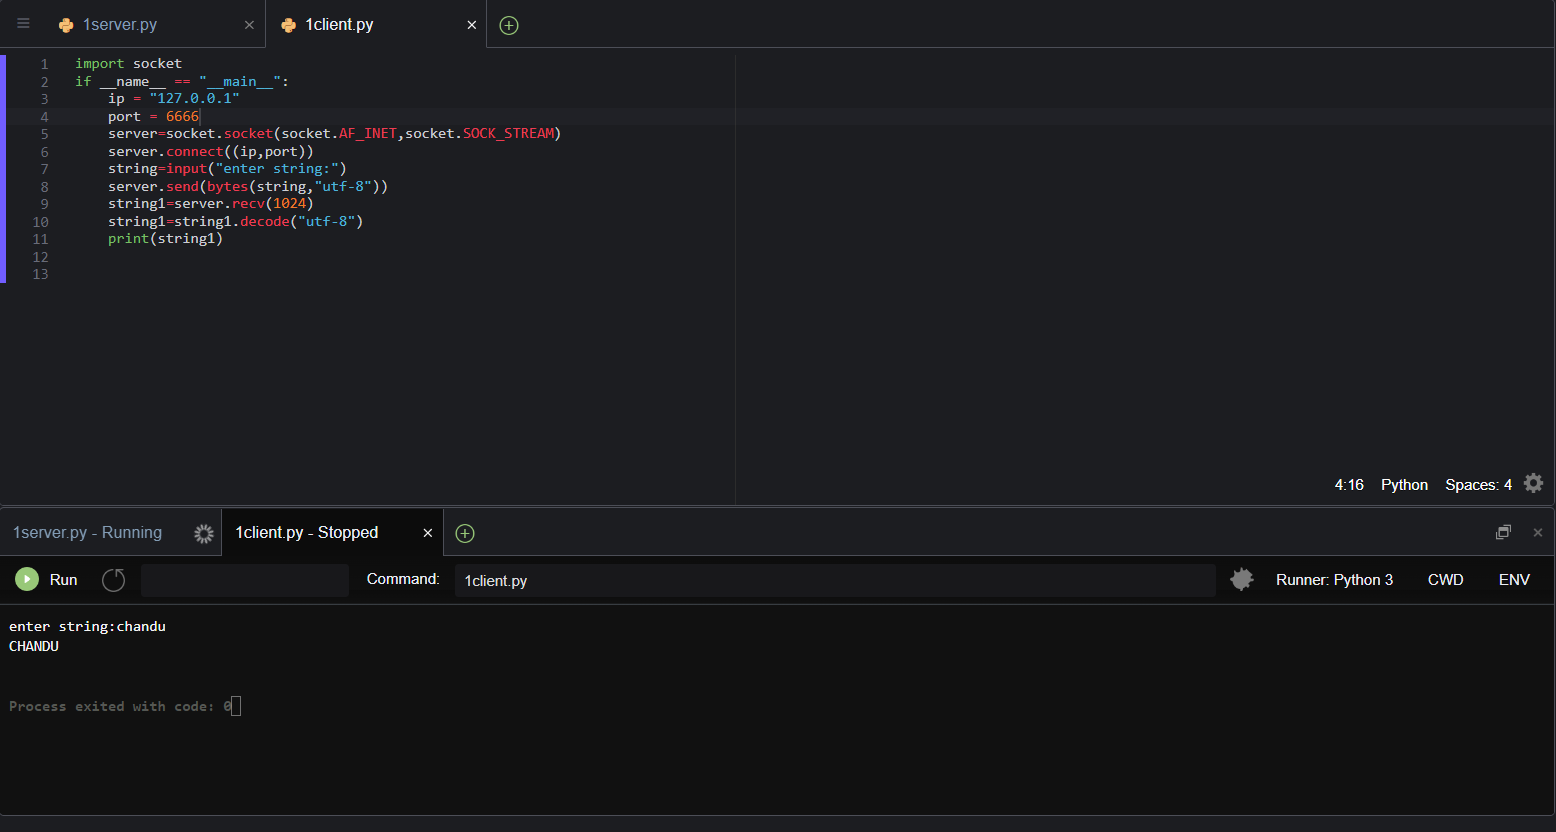 1server.py × 1client.py ×
1 import socket
2 if __name__ == "__main__":
3     ip = "127.0.0.1"
4     port = 6666
5     server=socket.socket(socket.AF_INET,socket.SOCK_STREAM)
6     server.connect((ip,port))
7     string=input("enter string:")
8     server.send(bytes(string,"utf-8"))
9     string1=server.recv(1024)
10     string1=string1.decode("utf-8")
11     print(string1)
12
13
4:16 Python Spaces: 4
1server.py - Running 1client.py - Stopped ×
Run Command: 1client.py Runner: Python 3 CWD ENV
enter string:chandu
CHANDU
Process exited with code: 0